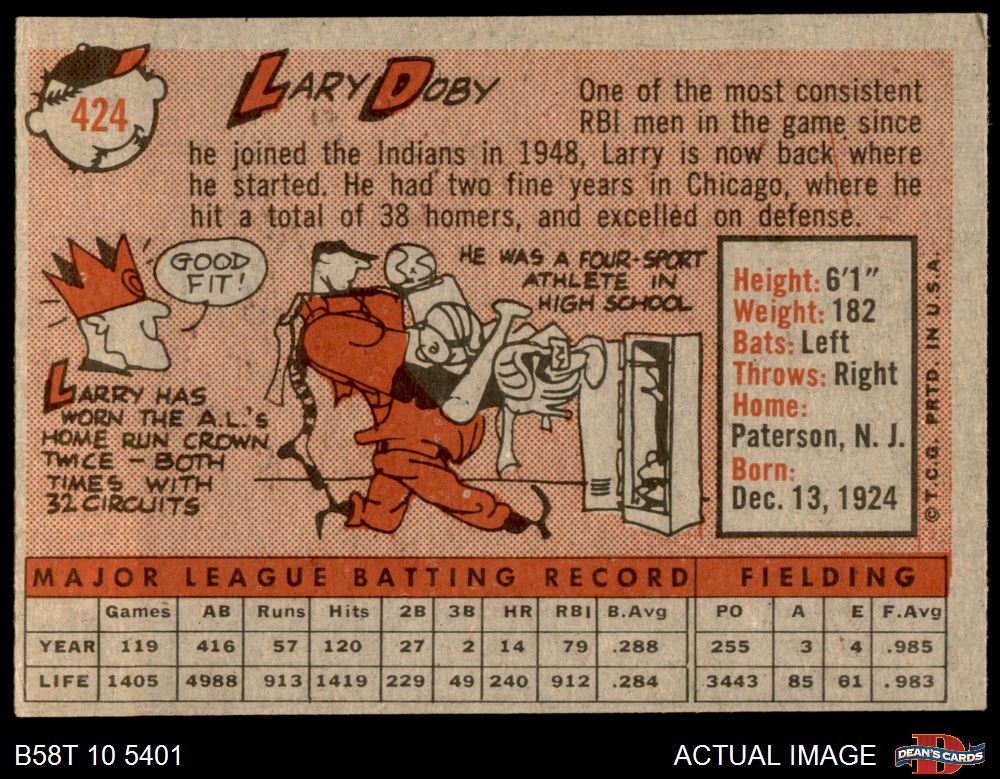 424
LARY DOBY
One of the most consistent
RBI men in the game since
he joined the Indians in 1948, Larry is now back where
he started. He had two fine years in Chicago, where he
hit a total of 38 homers, and excelled on defense.
GOOD
FIT!
LARRY HAS
WORN THE A.L.'S
HOME RUN CROWN
TWICE - BOTH
TIMES WITH
32 CIRCUITS
HE WAS A FOUR-SPORT
ATHLETE IN
HIGH SCHOOL
Height: 6'1"
Weight: 182
Bats: Left
Throws: Right
Home:
Paterson, N. J.
Born:
Dec. 13, 1924
© T.C.G. PRTD. IN U.S.A.
MAJOR LEAGUE BATTING RECORD FIELDING
Games AB Runs Hits 2B 3B HR RBI B.Avg PO A E F.Avg
YEAR 119 416 57 120 27 2 14 79 .288 255 3 4 .985
LIFE 1405 4988 913 1419 229 49 240 912 .284 3443 85 61 .983
B58T 10 5401
ACTUAL IMAGE
D
DEAN'S CARDS